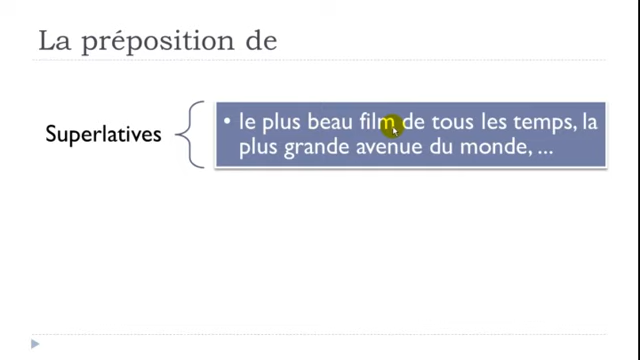 La préposition de
Superlatives
• le plus beau film de tous les temps, la
plus grande avenue du monde, ...